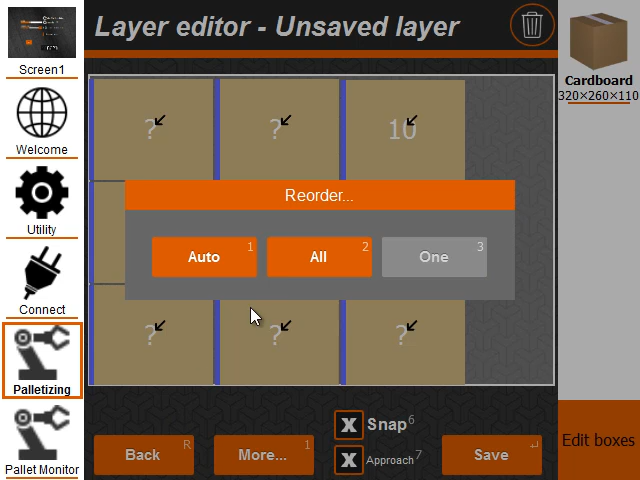 Layer editor - Unsaved layer
Screen1
Welcome
Utility
Connect
Palletizing
Pallet Monitor
Cardboard
320×260×110
?
?
10
Reorder...
Auto 1
All 2
One 3
?
?
?
Snap 6
Approach 7
Back R
More... 1
Save ↵
Edit boxes